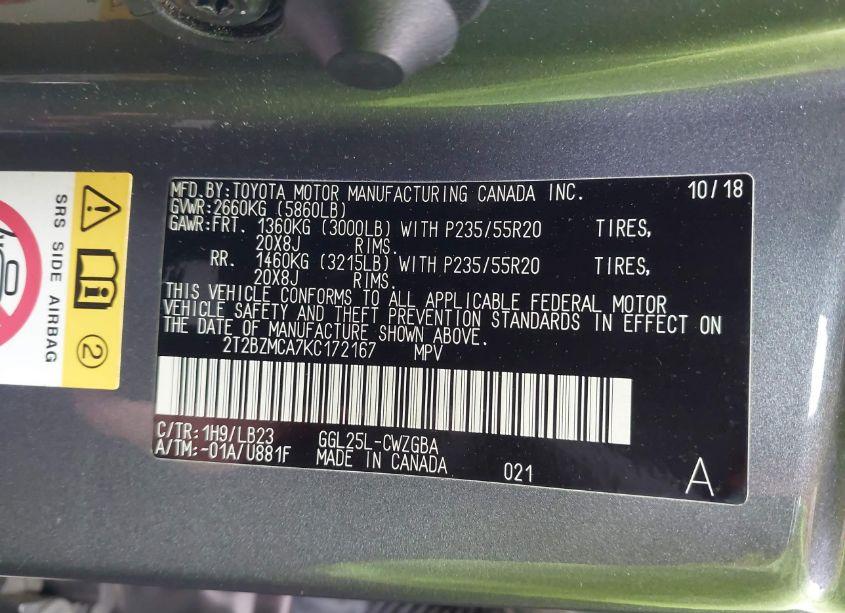 SRS SIDE AIRBAG
2
MFD.BY:TOYOTA MOTOR MANUFACTURING CANADA INC. 10/18
GVWR:2660KG (5860LB)
GAWR:FRT. 1360KG (3000LB) WITH P235/55R20 TIRES,
20X8J RIMS.
RR. 1460KG (3215LB) WITH P235/55R20 TIRES,
20X8J RIMS.
THIS VEHICLE CONFORMS TO ALL APPLICABLE FEDERAL MOTOR
VEHICLE SAFETY AND THEFT PREVENTION STANDARDS IN EFFECT ON
THE DATE OF MANUFACTURE SHOWN ABOVE.
2T2BZMCA7KC172167 MPV
C/TR:1H9/LB23 GGL25L-CWZGBA
A/TM:-01A/U881F MADE IN CANADA 021 A